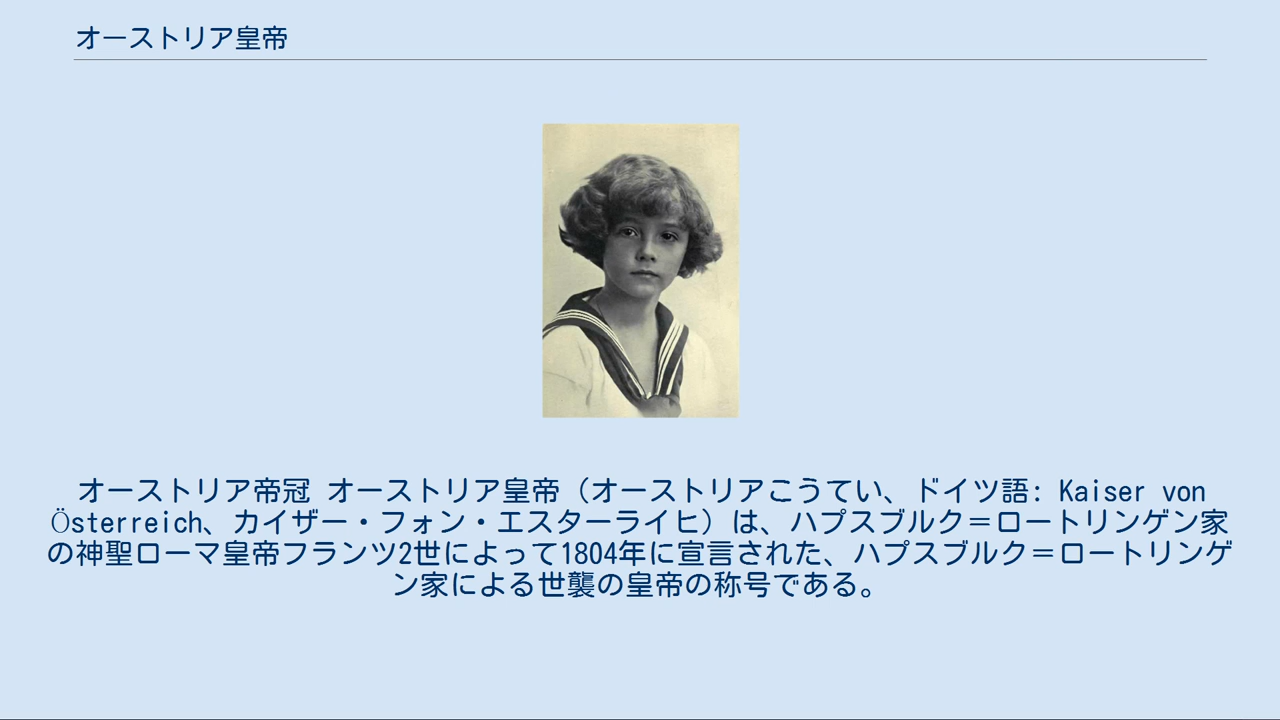 オーストリア皇帝
オーストリア帝冠 オーストリア皇帝（オーストリアこうてい、ドイツ語: Kaiser von
Österreich、カイザー・フォン・エスターライヒ）は、ハプスブルク＝ロートリンゲン家
の神聖ローマ皇帝フランツ2世によって1804年に宣言された、ハプスブルク＝ロートリンゲ
ン家による世襲の皇帝の称号である。